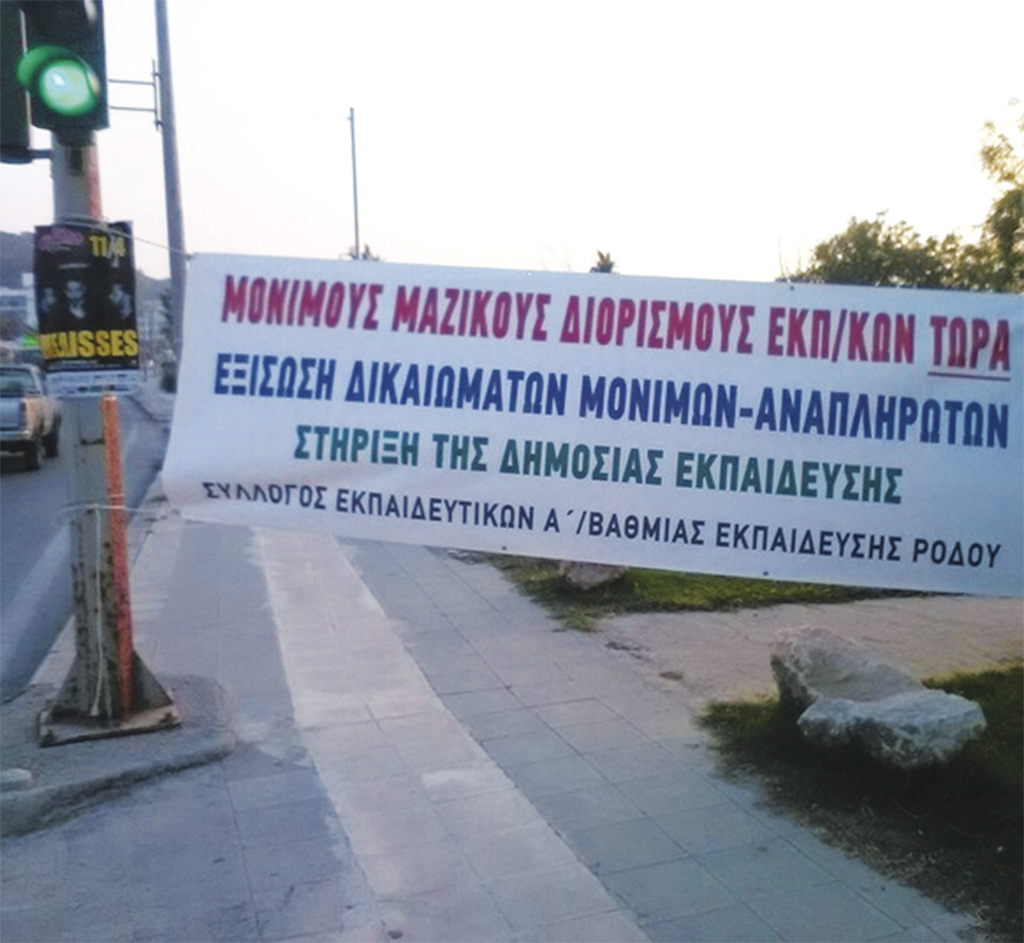 11/4
ΜΟΝΙΜΟΥΣ ΜΑΖΙΚΟΥΣ ΔΙΟΡΙΣΜΟΥΣ ΕΚΠ/ΚΩΝ ΤΩΡΑ
ΕΞΙΣΩΣΗ ΔΙΚΑΙΩΜΑΤΩΝ ΜΟΝΙΜΩΝ-ΑΝΑΠΛΗΡΩΤΩΝ
ΣΤΗΡΙΞΗ ΤΗΣ ΔΗΜΟΣΙΑΣ ΕΚΠΑΙΔΕΥΣΗΣ
ΣΥΛΛΟΓΟΣ ΕΚΠΑΙΔΕΥΤΙΚΩΝ Α΄/ΒΑΘΜΙΑΣ ΕΚΠΑΙΔΕΥΣΗΣ ΡΟΔΟΥ